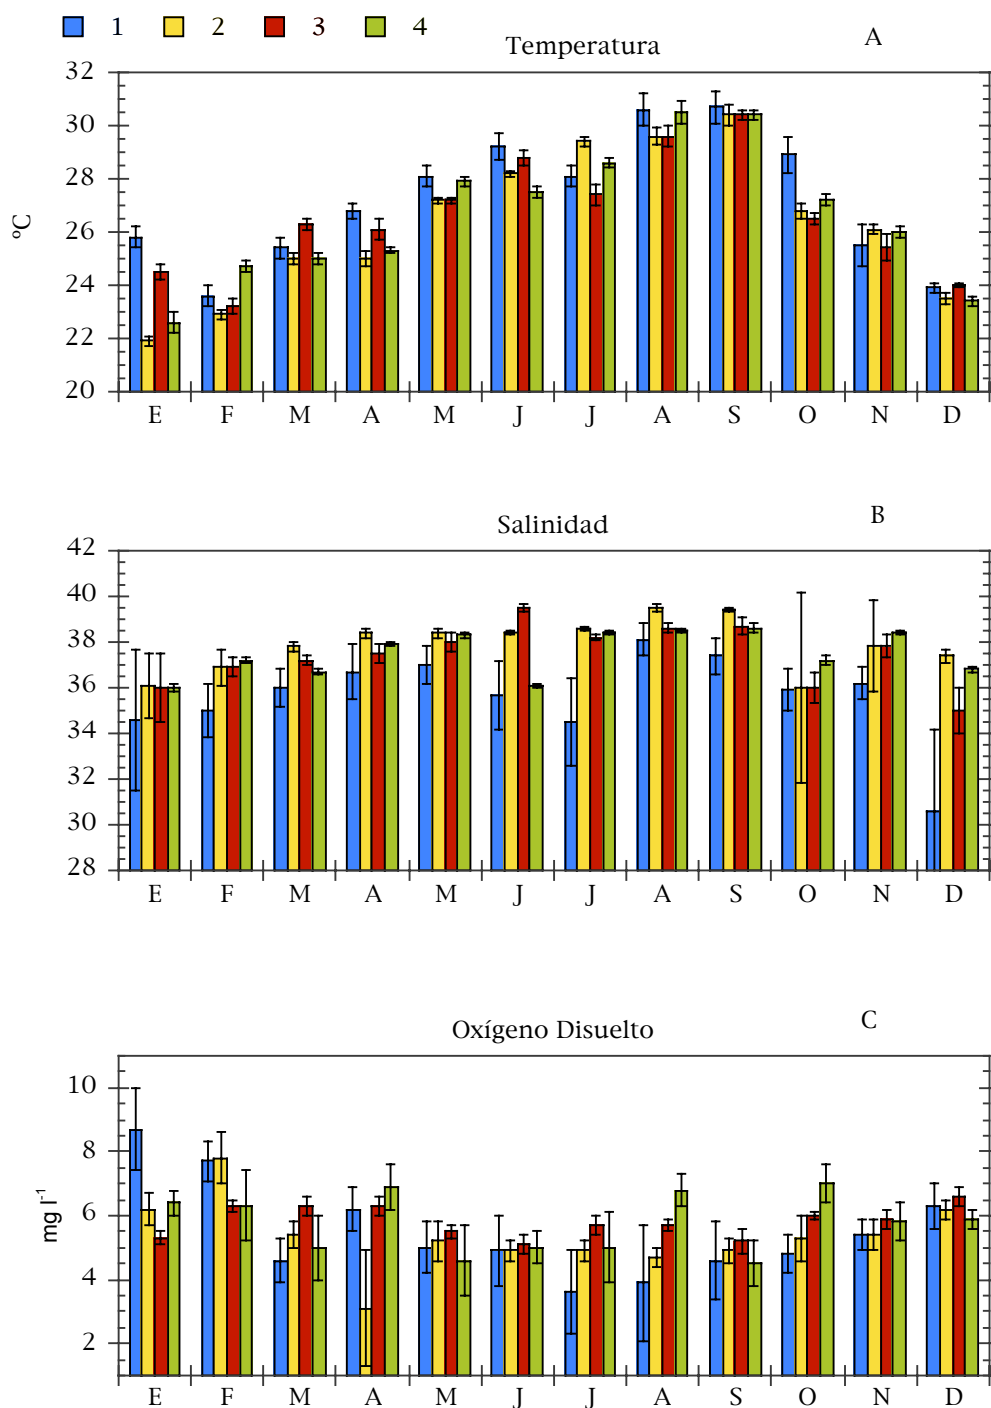 1 2 3 4
Temperatura A
32
30
28
26
24
22
20
ºC
E F M A M J J A S O N D
Salinidad B
42
40
38
36
34
32
30
28
E F M A M J J A S O N D
Oxígeno Disuelto C
10
8
6
4
2
mg l⁻¹
E F M A M J J A S O N D